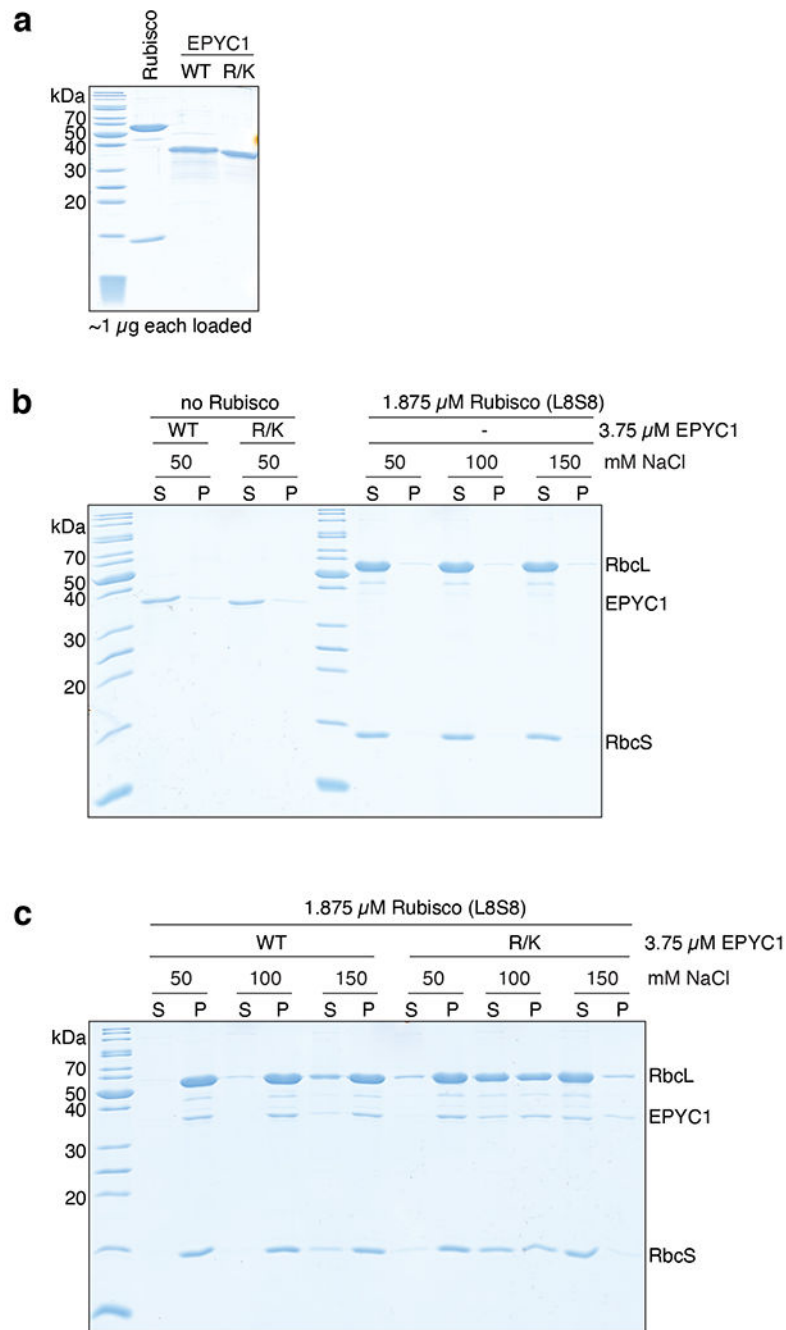 a
Rubisco
EPYC1
WT R/K
kDa
70
50
40
30
20
~1 µg each loaded
b
no Rubisco
1.875 µM Rubisco (L8S8)
WT R/K - 3.75 µM EPYC1
50 50 50 100 150 mM NaCl
S P S P S P S P S P
kDa
70
50
40
30
20
RbcL
EPYC1
RbcS
c
1.875 µM Rubisco (L8S8)
WT R/K 3.75 µM EPYC1
50 100 150 50 100 150 mM NaCl
S P S P S P S P S P S P
kDa
70
50
40
30
20
RbcL
EPYC1
RbcS